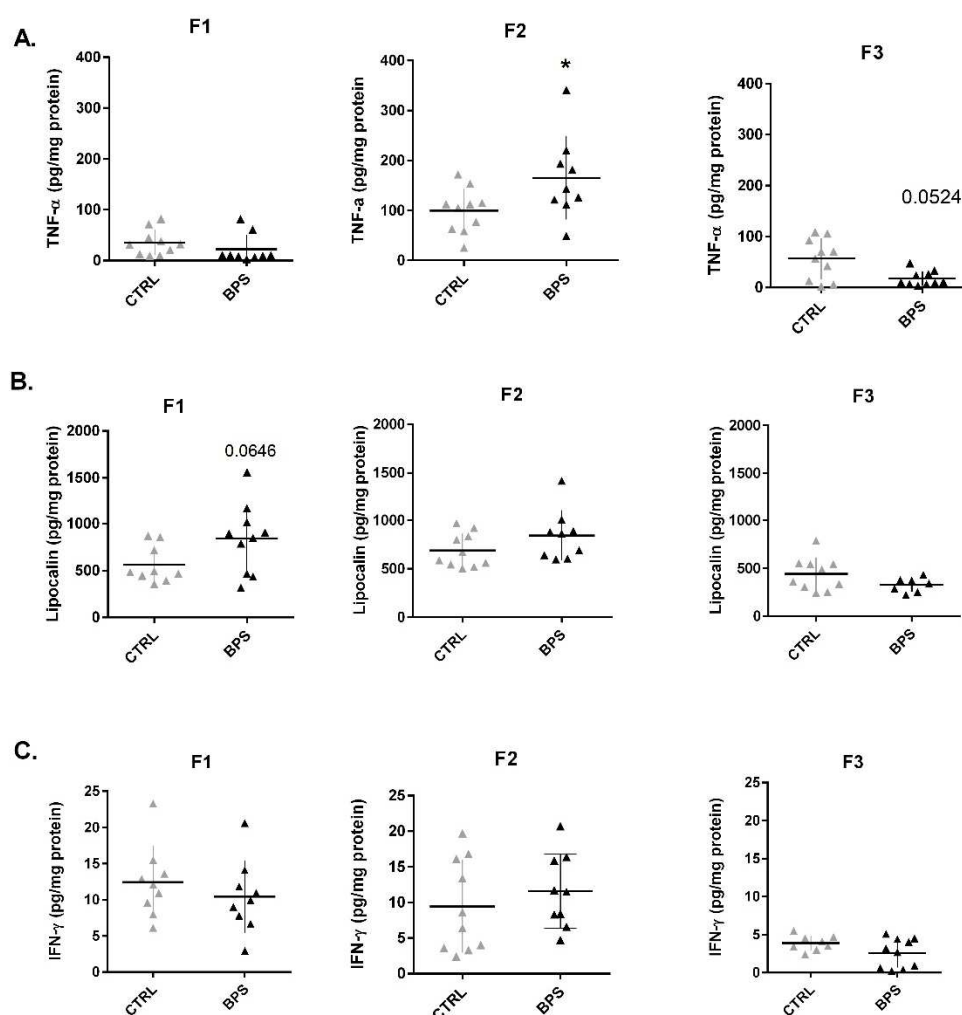 A.
F1
TNF-α (pg/mg protein)
400
300
200
100
0
CTRL
BPS
F2
TNF-a (pg/mg protein
400
300
200
100
0
*
CTRL
BPS
F3
TNF-α (pg/mg protein)
400
300
200
100
0
0.0524
CTRL
BPS
B.
F1
Lipocalin (pg/mg protein)
2000
1500
1000
500
0
0.0646
CTRL
BPS
F2
Lipocalin (pg/mg protein)
2000
1500
1000
500
0
CTRL
BPS
F3
Lipocalin (pg/mg protein)
2000
1500
1000
500
0
CTRL
BPS
C.
F1
IFN-γ (pg/mg protein)
25
20
15
10
5
0
CTRL
BPS
F2
IFN-γ (pg/mg protein)
25
20
15
10
5
0
CTRL
BPS
F3
IFN-γ (pg/mg protein)
25
20
15
10
5
0
CTRL
BPS